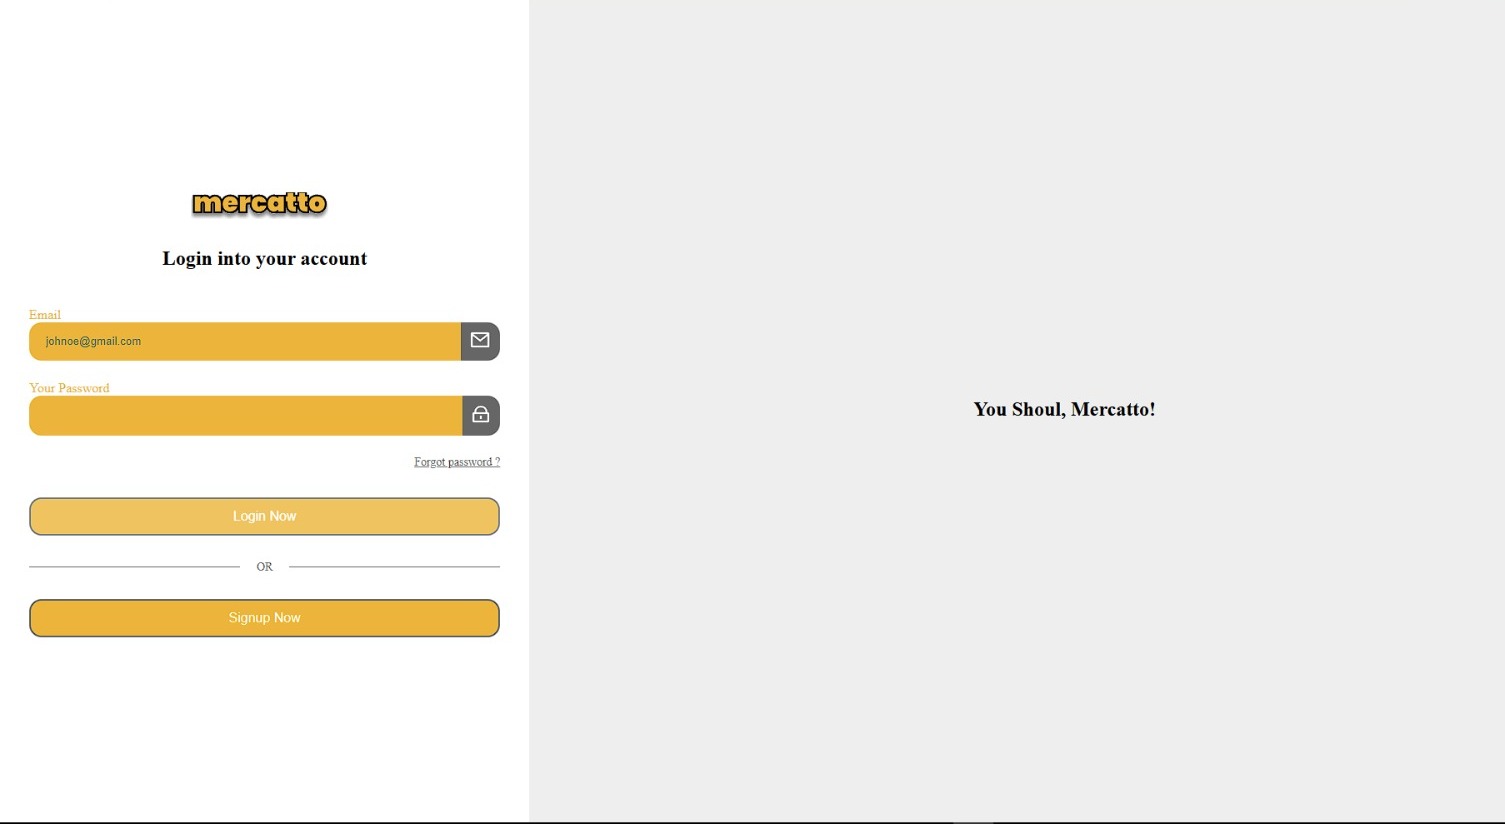 mercatto
Login into your account
Email
johnoe@gmail.com
Your Password
Forgot password ?
Login Now
OR
Signup Now
You Shoul, Mercatto!